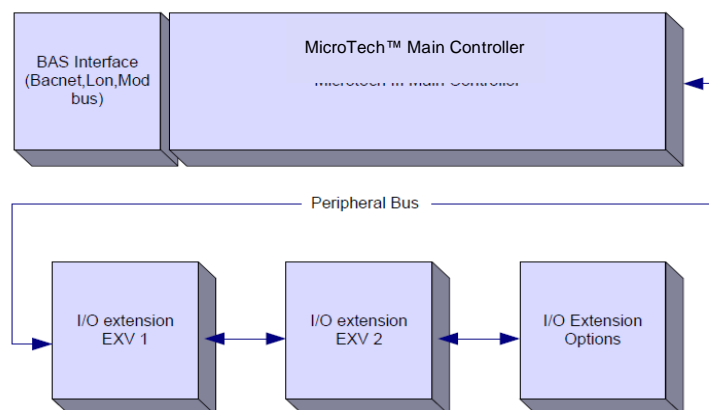 BAS Interface
(Bacnet,Lon,Mod
bus)
MicroTech™ Main Controller
Peripheral Bus
I/O extension
EXV 1
I/O extension
EXV 2
I/O Extension
Options